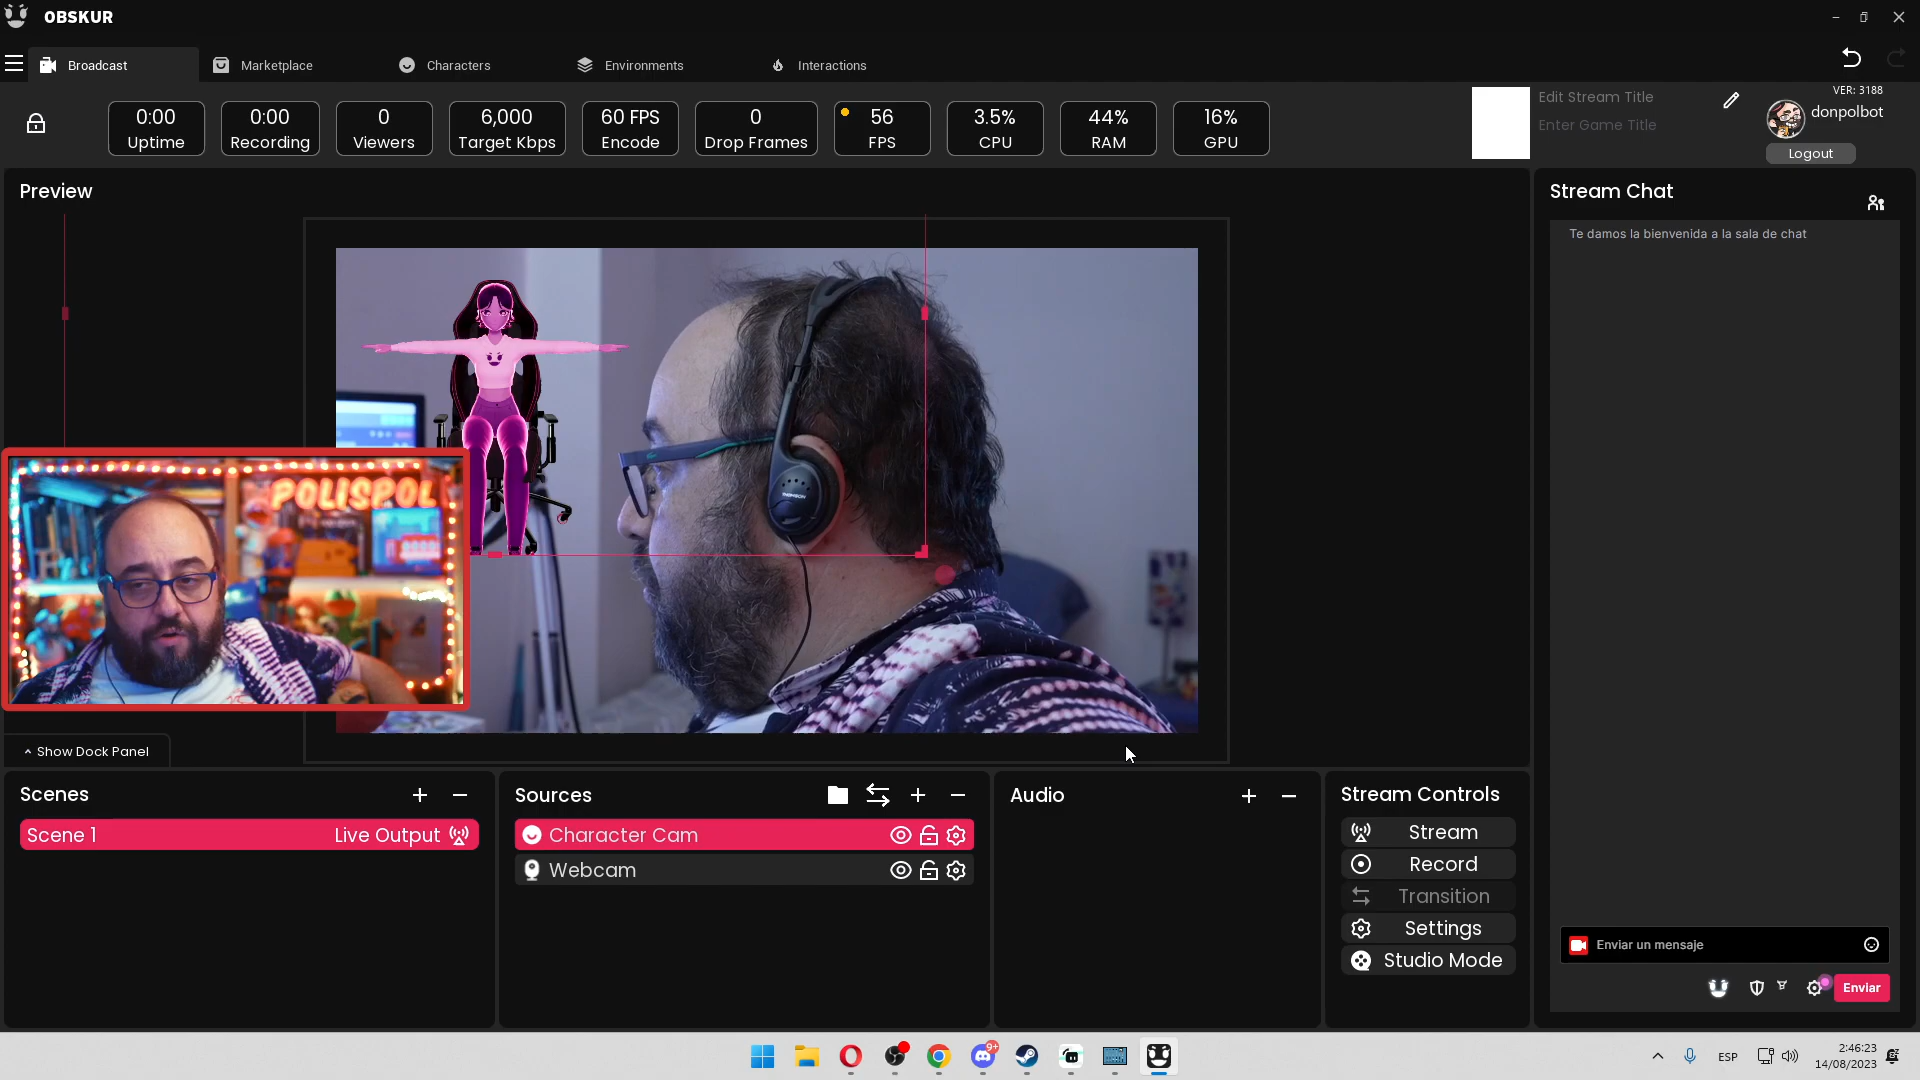 OBSKUR
Broadcast
Marketplace
Characters
Environments
Interactions
0:00
Uptime
0:00
Recording
0
Viewers
6,000
Target Kbps
60 FPS
Encode
0
Drop Frames
56
FPS
3.5%
CPU
44%
RAM
16%
GPU
Edit Stream Title
Enter Game Title
VER: 3188
donpolbot
Logout
Preview
Stream Chat
Te damos la bienvenida a la sala de chat
THOMSON
POLISPOL
^ Show Dock Panel
Scenes
Scene 1
Live Output
Sources
Character Cam
Webcam
Audio
Stream Controls
Stream
Record
Transition
Settings
Studio Mode
Enviar un mensaje
Enviar
9+
ESP
2:46:23
14/08/2023